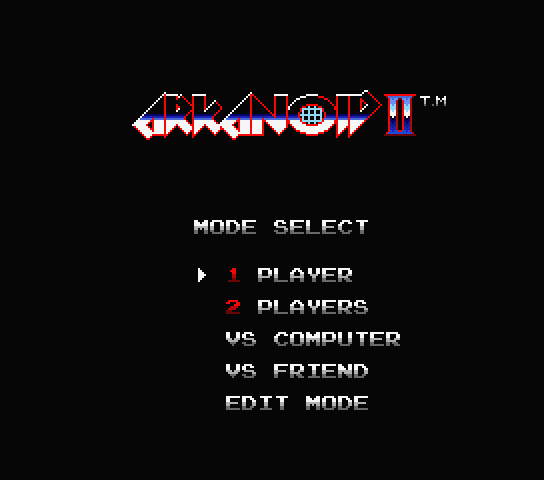 ARKANOID II T.M
MODE SELECT
1 PLAYER
2 PLAYERS
VS COMPUTER
VS FRIEND
EDIT MODE